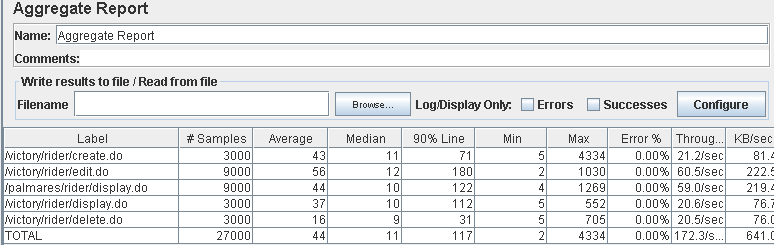 Aggregate Report
Name: Aggregate Report
Comments:
Write results to file / Read from file
Filename Browse... Log/Display Only: Errors Successes Configure
Label # Samples Average Median 90% Line Min Max Error % Throug... KB/sec
/victory/rider/create.do 3000 43 11 71 5 4334 0.00% 21.2/sec 81.4
/victory/rider/edit.do 9000 56 12 180 2 1030 0.00% 60.5/sec 222.5
/palmares/rider/display.do 9000 44 10 122 4 1269 0.00% 59.0/sec 219.4
/victory/rider/display.do 3000 37 10 112 5 552 0.00% 20.6/sec 76.7
/victory/rider/delete.do 3000 16 9 31 5 705 0.00% 20.5/sec 76.0
TOTAL 27000 44 11 117 2 4334 0.00% 172.3/s... 641.0